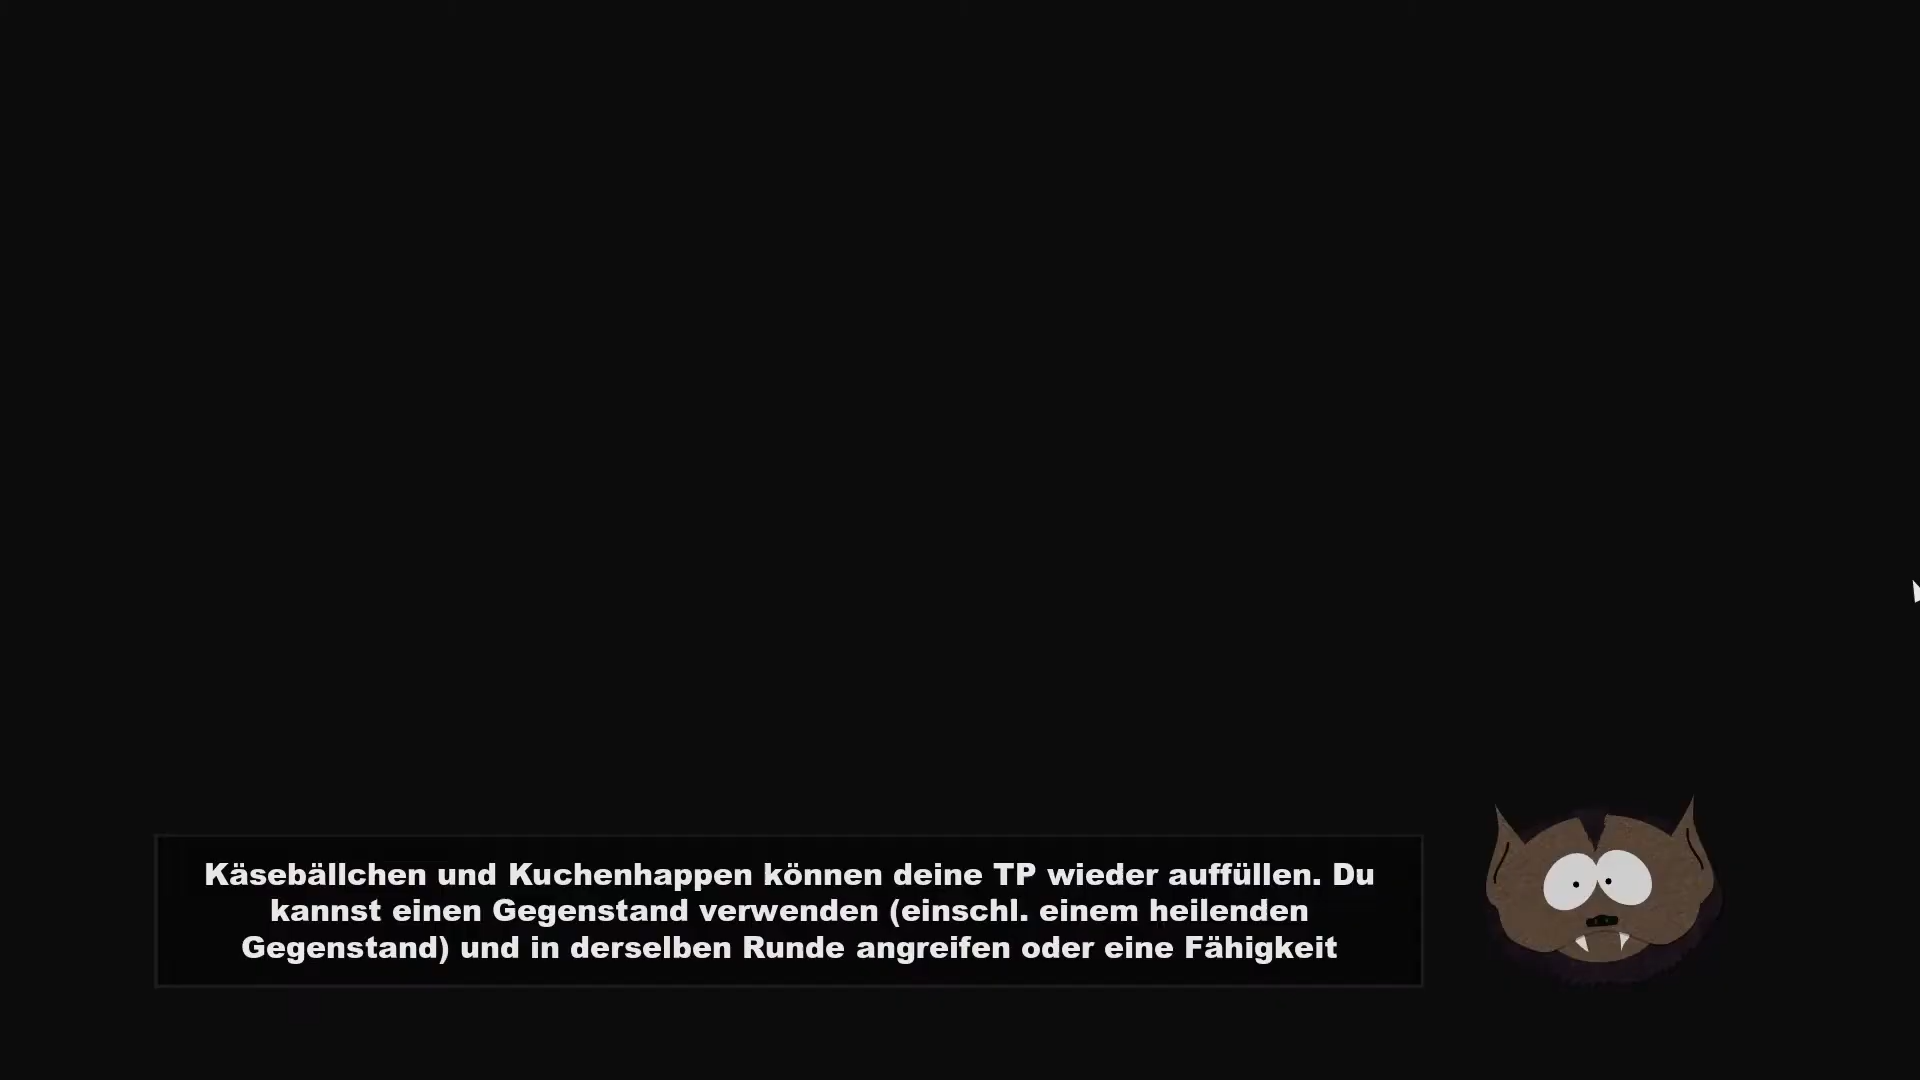 Käsebällchen und Kuchenhappen können deine TP wieder auffüllen. Du
kannst einen Gegenstand verwenden (einschl. einem heilenden
Gegenstand) und in derselben Runde angreifen oder eine Fähigkeit